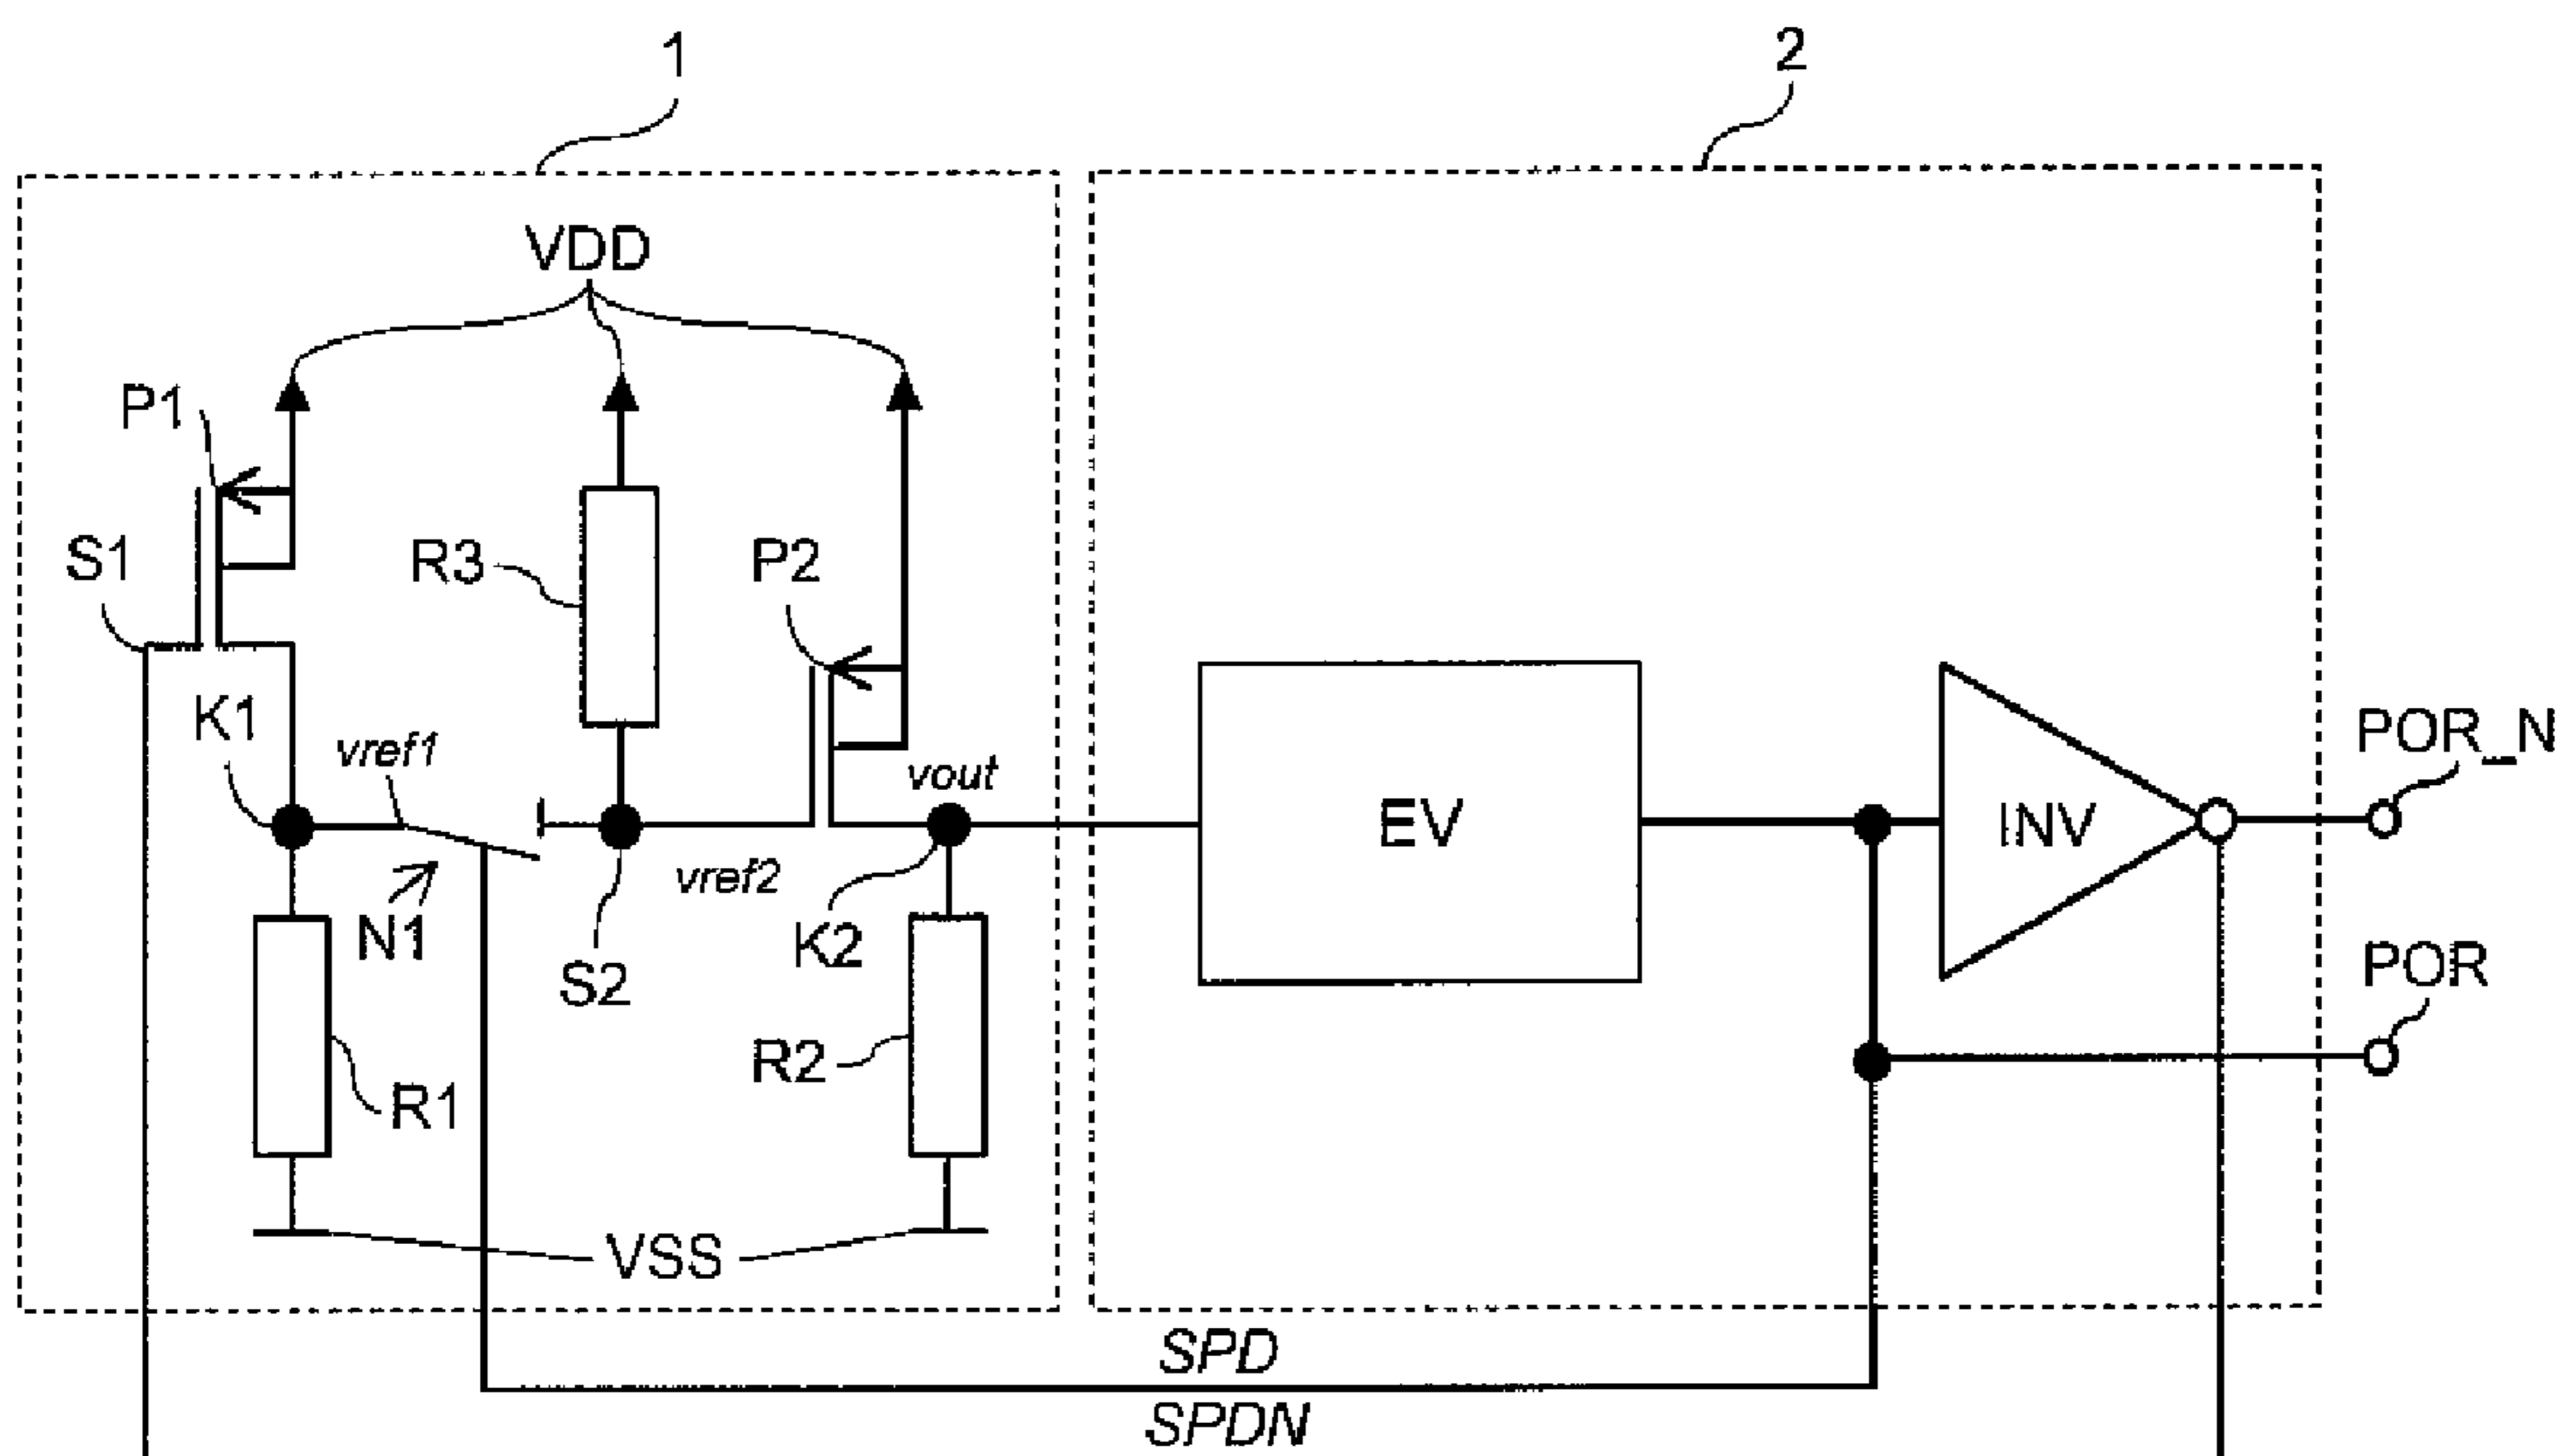 1
2
VDD
P1
S1
R3
P2
K1
vref1
vout
POR_N
EV
INV
vref2
N1
K2
S2
POR
R2
R1
VSS
SPD
SPDN